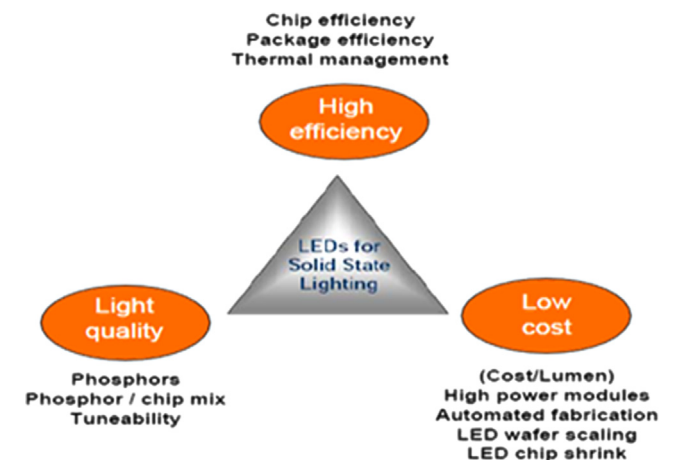 Chip efficiency
Package efficiency
Thermal management
High
efficiency
LEDs for
Solid State
Lighting
Light
quality
Phosphors
Phosphor / chip mix
Tuneability
Low
cost
(Cost/Lumen)
High power modules
Automated fabrication
LED wafer scaling
LED chip shrink